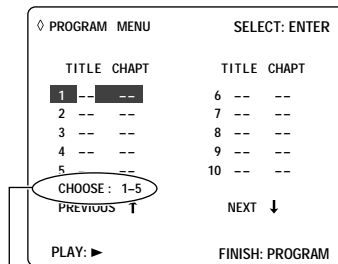 ◊ PROGRAM MENU SELECT: ENTER
TITLE CHAPT TITLE CHAPT
1 -- -- 6 -- --
2 -- -- 7 -- --
3 -- -- 8 -- --
4 -- -- 9 -- --
5 -- -- 10 -- --
CHOOSE : 1–5
PREVIOUS ↑ NEXT ↓
PLAY: ► FINISH: PROGRAM